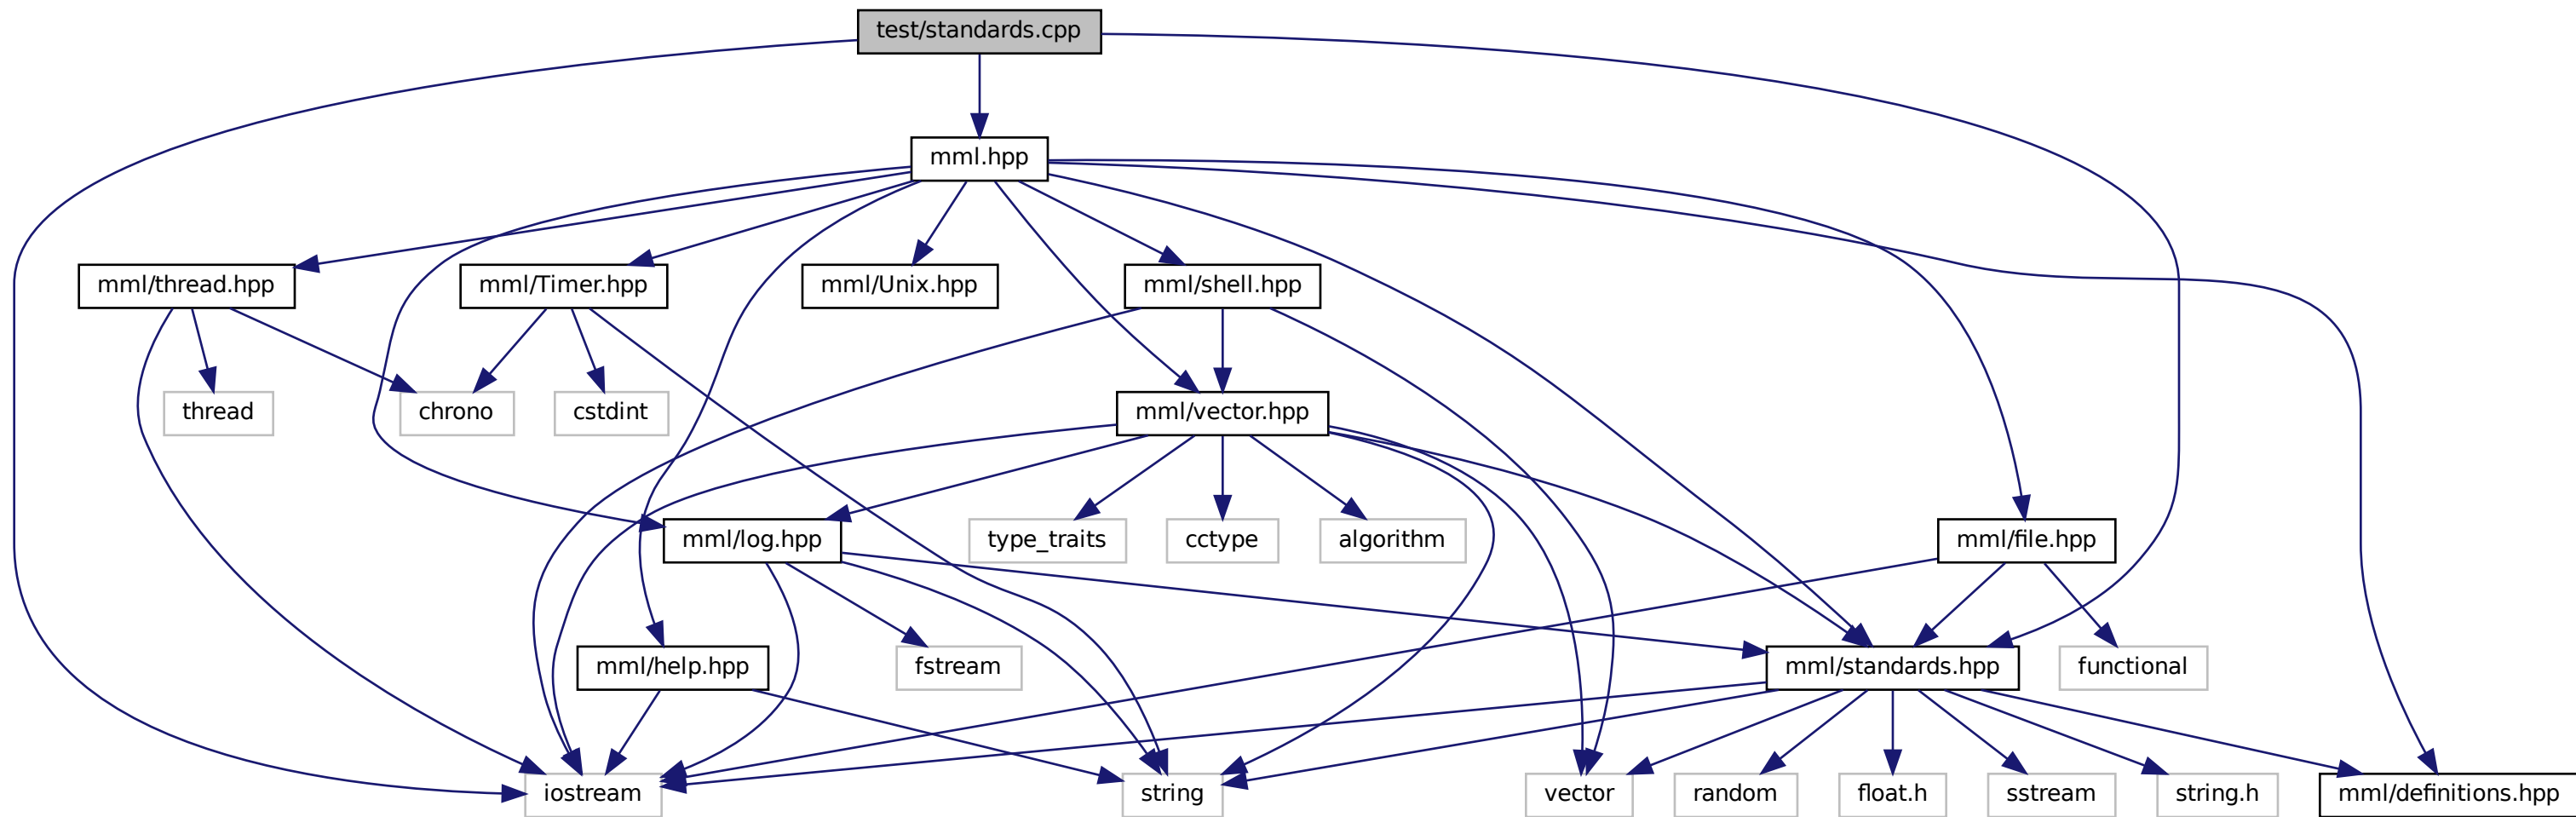 test/standards.cpp
mml.hpp
mml/thread.hpp
mml/Timer.hpp
mml/Unix.hpp
mml/shell.hpp
thread
chrono
cstdint
mml/vector.hpp
mml/log.hpp
type_traits
cctype
algorithm
mml/file.hpp
mml/help.hpp
fstream
mml/standards.hpp
functional
iostream
string
vector
random
float.h
sstream
string.h
mml/definitions.hpp